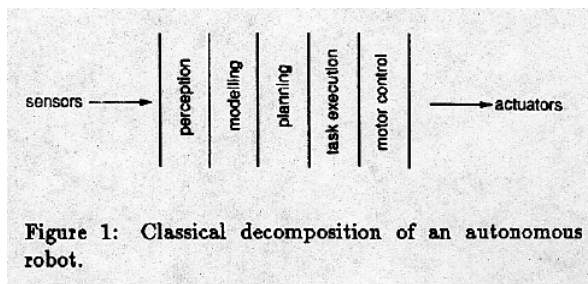 sensors
perception
modelling
planning
task execution
motor control
actuators
Figure 1: Classical decomposition of an autonomous
robot.